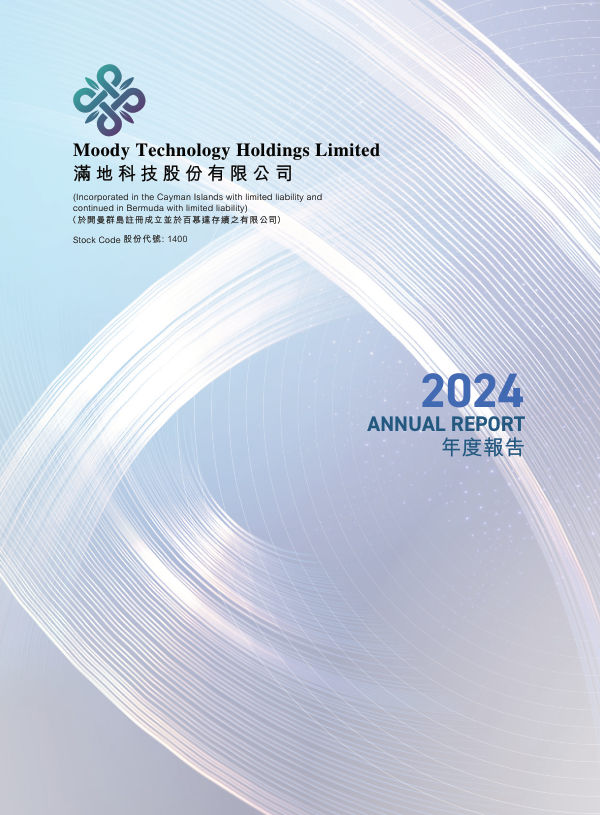 Moody Technology Holdings Limited
滿地科技股份有限公司
(Incorporated in the Cayman Islands with limited liability and
continued in Bermuda with limited liability)
(於開曼群島註冊成立並於百慕達存續之有限公司)
Stock Code 股份代號: 1400
2024
ANNUAL REPORT
年度報告